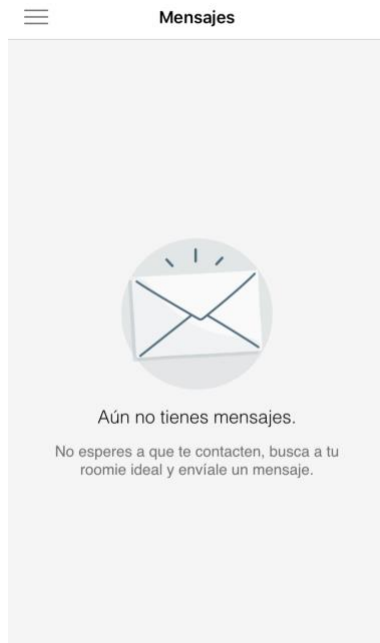 Mensajes
Aún no tienes mensajes.
No esperes a que te contacten, busca a tu
roomie ideal y envíale un mensaje.